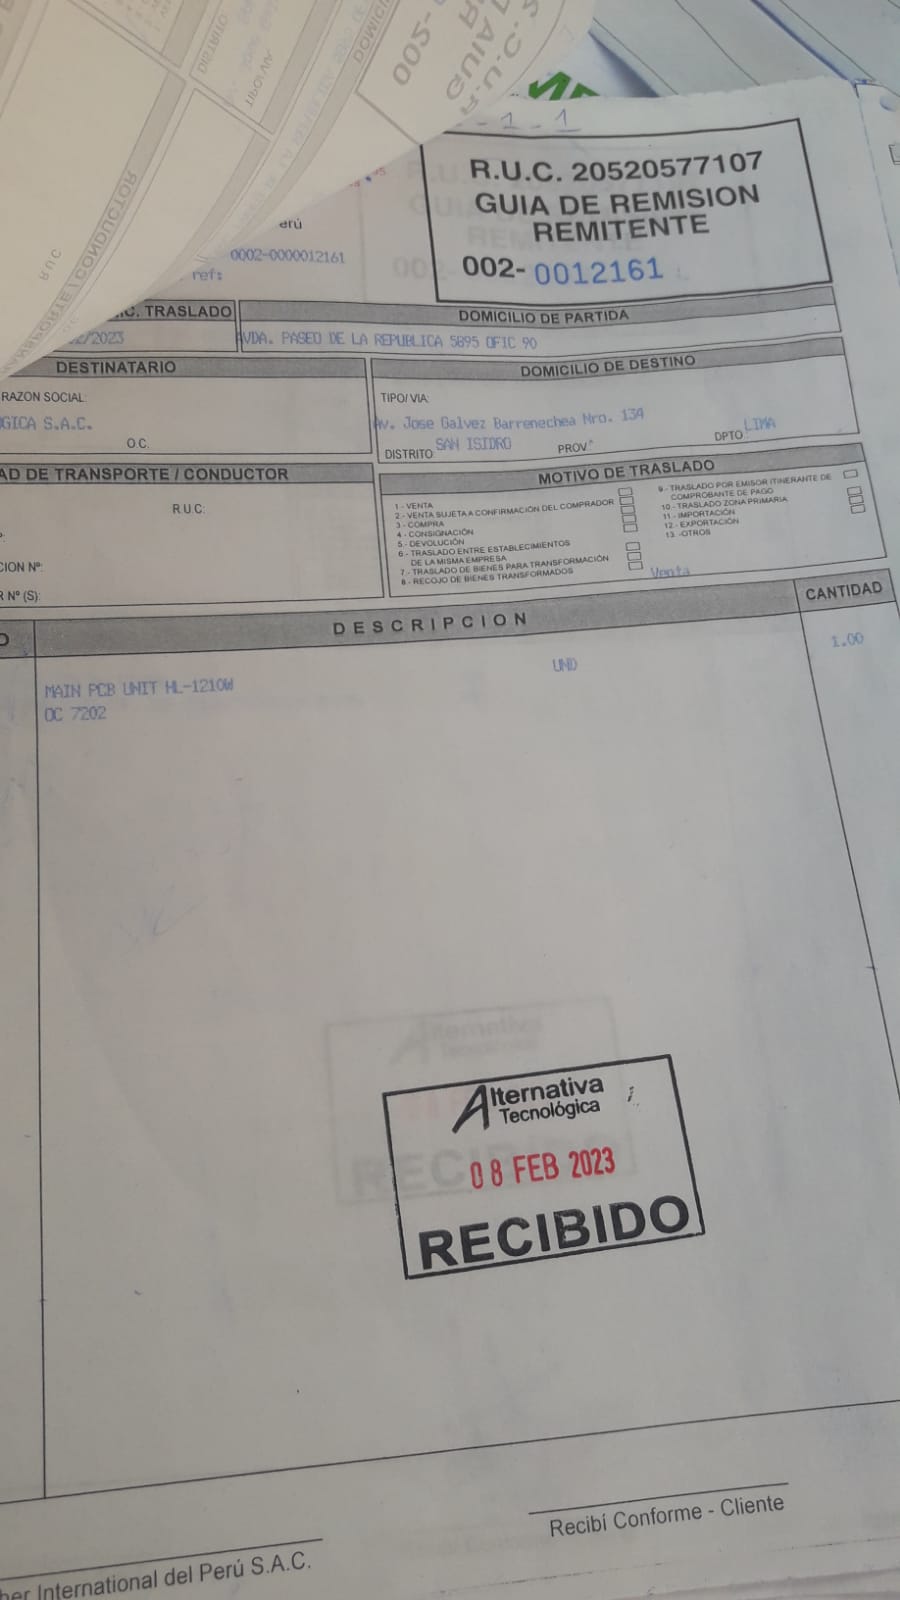 R.U.C. 20520577107
GUIA DE REMISION
REMITENTE
002- 0012161
erú
0002-0000012161
ref:
TRASLADO
DOMICILIO DE PARTIDA
/2023
AVDA. PASEO DE LA REPUBLICA 5895 OFIC 90
DESTINATARIO
DOMICILIO DE DESTINO
RAZON SOCIAL:
TIPO/VIA:
GICA S.A.C.
Av. Jose Galvez Barrenechea Nro. 134
O.C.
DISTRITO SAN ISIDRO PROV.
DPTO LIMA
AD DE TRANSPORTE / CONDUCTOR
MOTIVO DE TRASLADO
R.U.C:
1 - VENTA
2 - VENTA SUJETA A CONFIRMACIÓN DEL COMPRADOR
3 - COMPRA
4 - CONSIGNACIÓN
5 - DEVOLUCIÓN
6 - TRASLADO ENTRE ESTABLECIMIENTOS
DE LA MISMA EMPRESA
7 - TRASLADO DE BIENES PARA TRANSFORMACIÓN
8 - RECOJO DE BIENES TRANSFORMADOS
9 - TRASLADO POR EMISOR ITINERANTE DE
COMPROBANTE DE PAGO
10 - TRASLADO ZONA PRIMARIA
11 - IMPORTACIÓN
12 - EXPORTACIÓN
13 -OTROS
Venta
CION Nº:
R Nº (S):
DESCRIPCION
CANTIDAD
MAIN PCB UNIT HL-1210W
UND
1.00
OC 7202
Alternativa
Tecnológica
08 FEB 2023
RECIBIDO
Recibí Conforme - Cliente
her International del Perú S.A.C.